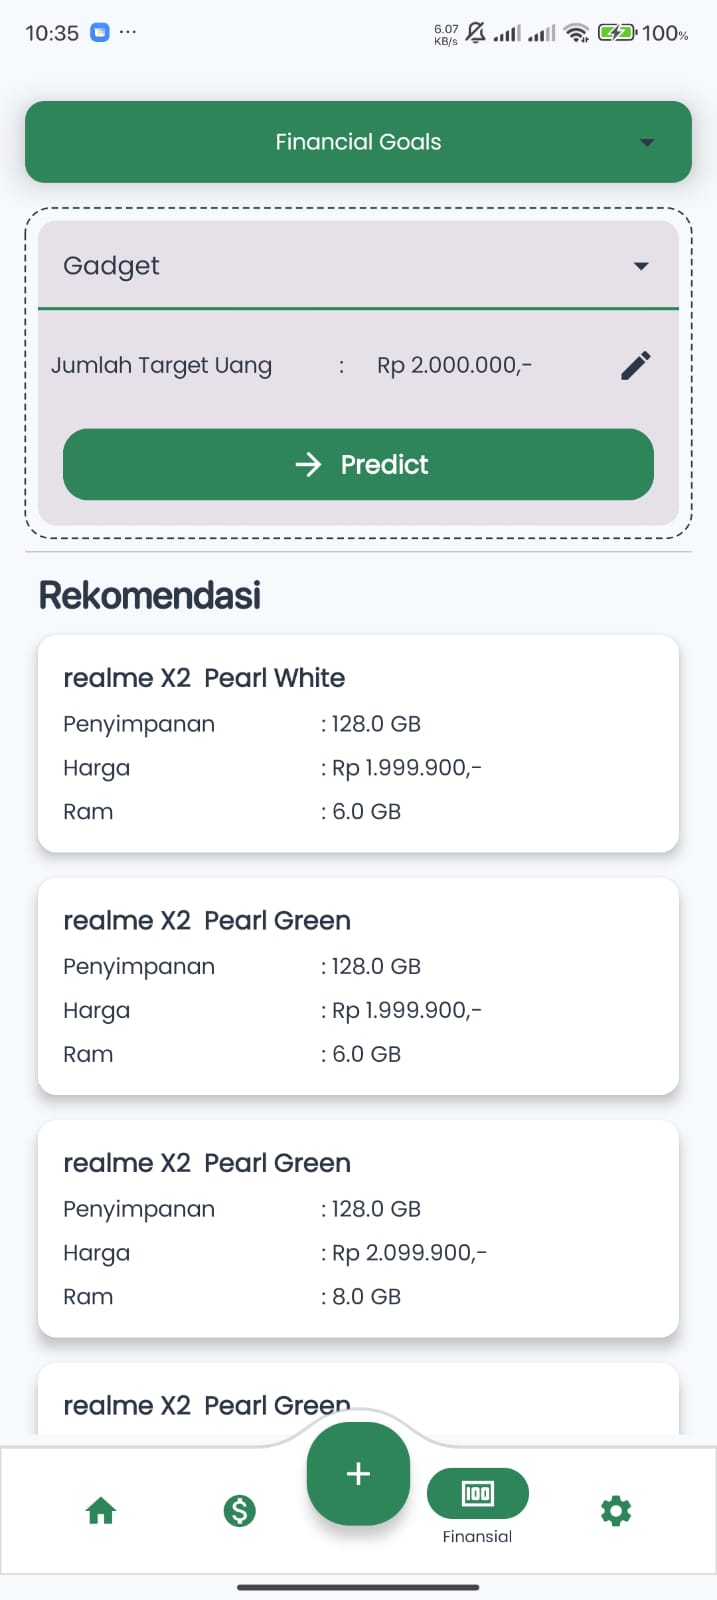 10:35 ... 6.07 KB/s 100%
Financial Goals
Gadget
Jumlah Target Uang : Rp 2.000.000,-
→ Predict
Rekomendasi
realme X2 Pearl White
Penyimpanan : 128.0 GB
Harga : Rp 1.999.900,-
Ram : 6.0 GB
realme X2 Pearl Green
Penyimpanan : 128.0 GB
Harga : Rp 1.999.900,-
Ram : 6.0 GB
realme X2 Pearl Green
Penyimpanan : 128.0 GB
Harga : Rp 2.099.900,-
Ram : 8.0 GB
realme X2 Pearl Green
+
$ 100
Finansial